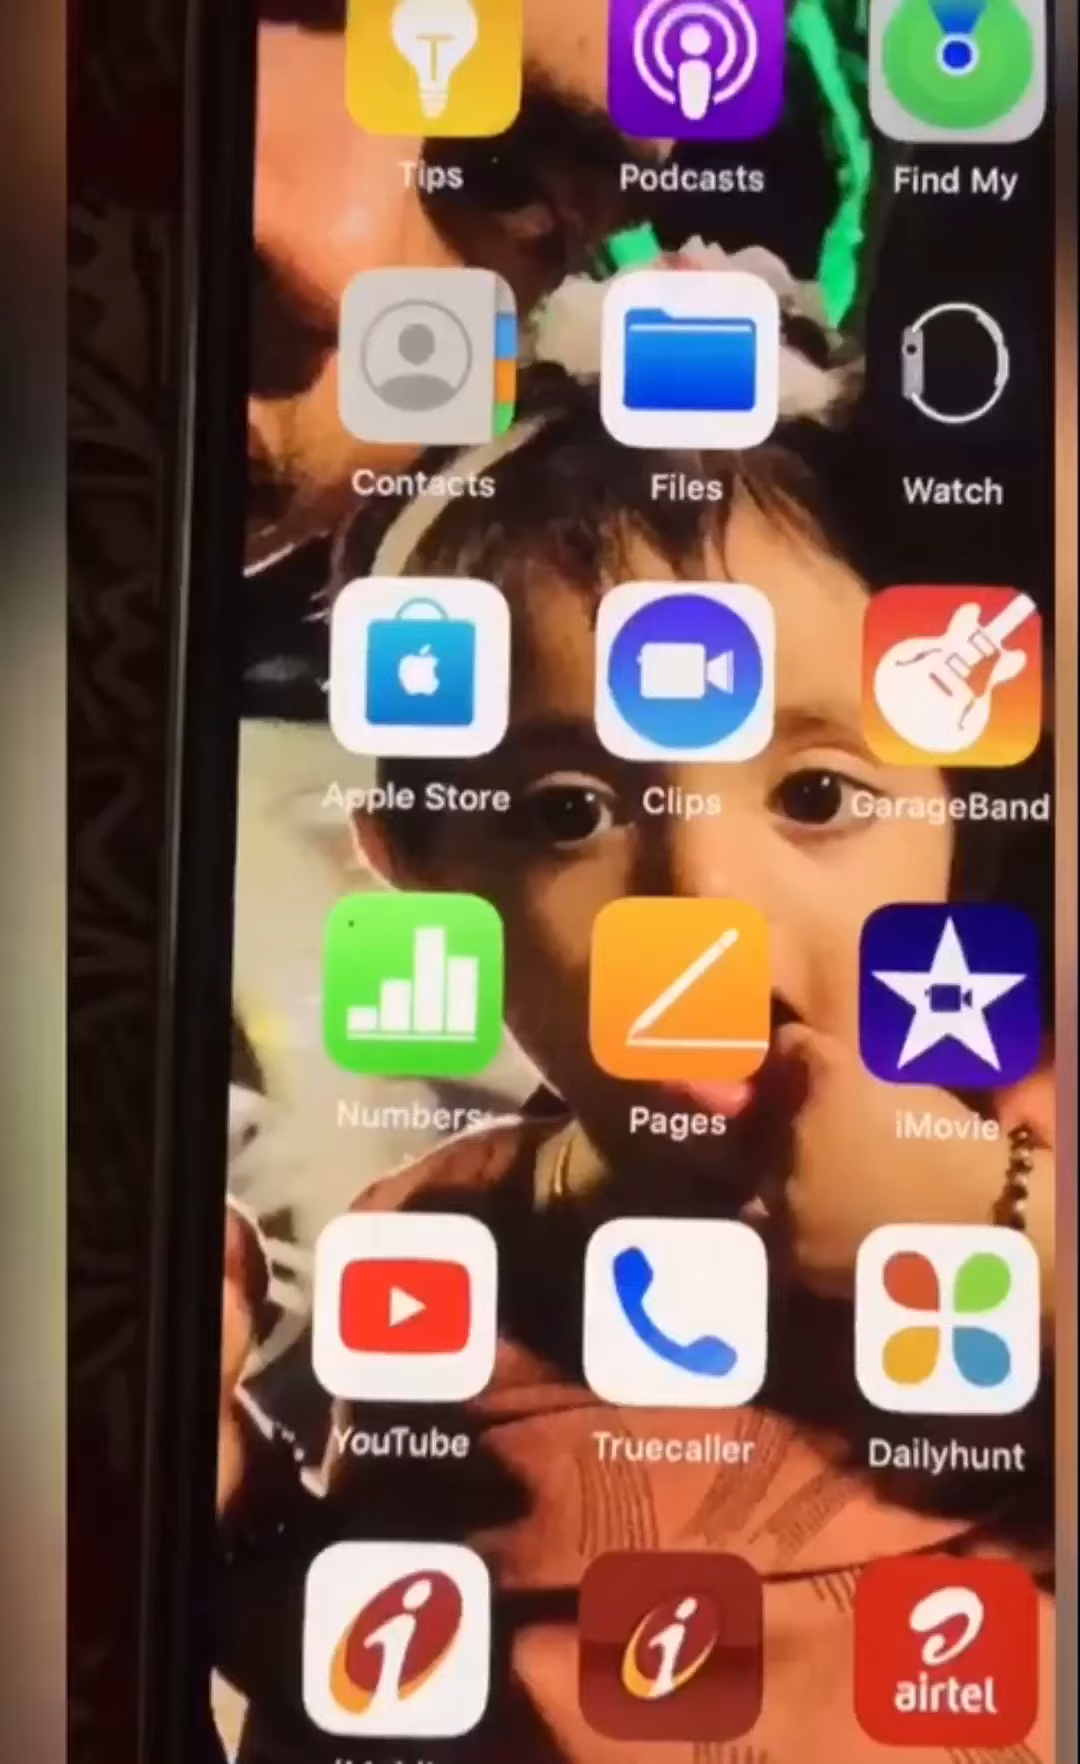 Tips Podcasts Find My
Contacts Files Watch
Apple Store Clips GarageBand
Numbers Pages iMovie
YouTube Truecaller Dailyhunt
i i airtel